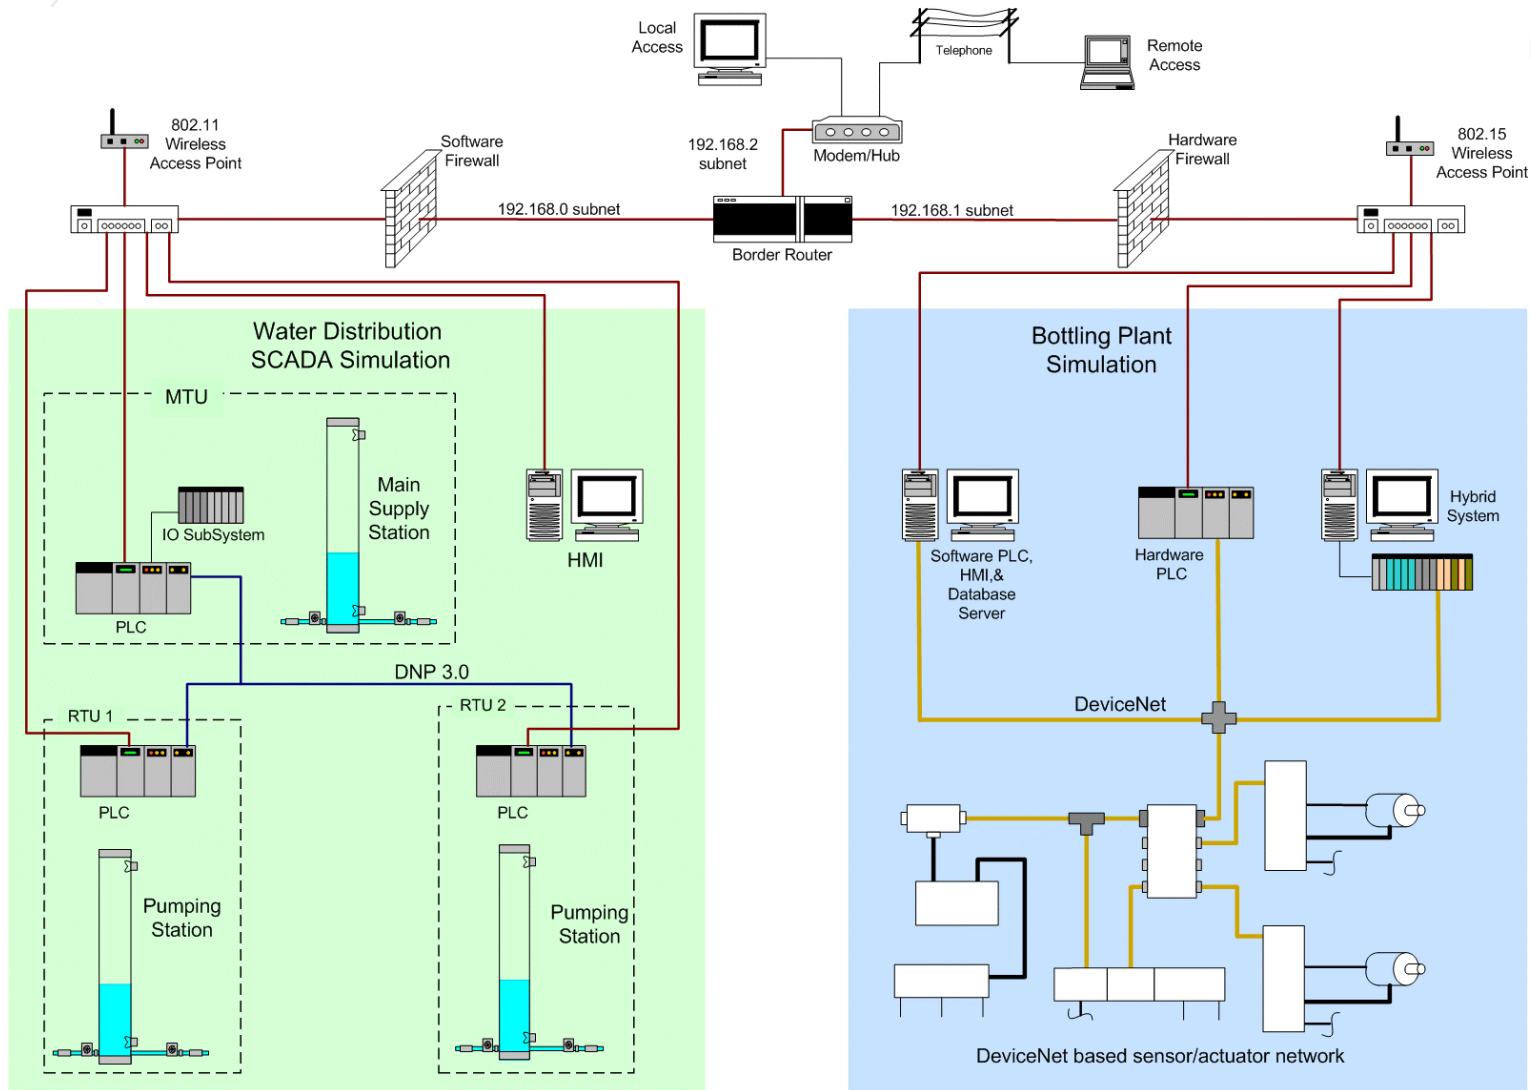 Local
Access
Telephone
Remote
Access
802.11
Wireless
Access Point
Software
Firewall
192.168.2
subnet
Modem/Hub
Hardware
Firewall
802.15
Wireless
Access Point
192.168.0 subnet
192.168.1 subnet
Border Router
Water Distribution
SCADA Simulation
MTU
Main
Supply
Station
IO SubSystem
PLC
HMI
DNP 3.0
RTU 1
RTU 2
PLC
PLC
Pumping
Station
Pumping
Station
Bottling Plant
Simulation
Software PLC,
HMI,&
Database
Server
Hardware
PLC
Hybrid
System
DeviceNet
DeviceNet based sensor/actuator network